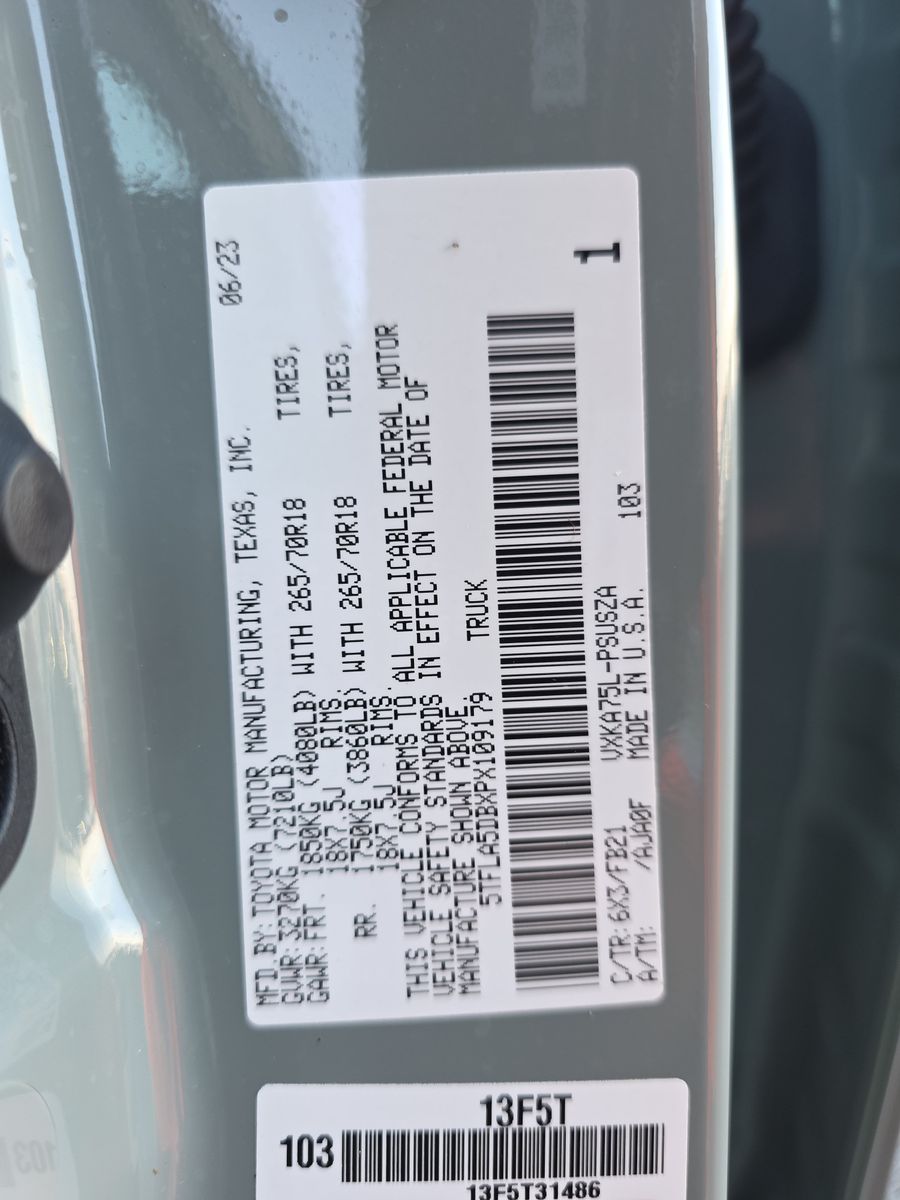 MFD.BY:TOYOTA MOTOR MANUFACTURING, TEXAS, INC. 06/23
GVWR:3270KG (7210LB)
GAWR:FRT. 1850KG (4080LB) WITH 265/70R18 TIRES,
18X7.5J RIMS.
RR. 1750KG (3860LB) WITH 265/70R18 TIRES,
18X7.5J RIMS.
THIS VEHICLE CONFORMS TO ALL APPLICABLE FEDERAL MOTOR
VEHICLE SAFETY STANDARDS IN EFFECT ON THE DATE OF
MANUFACTURE SHOWN ABOVE.
5TFLA5DBXPX109179 TRUCK
1
C/TR:6X3/FB21 VXKA75L-PSUSZA 103
A/TM: /AJA0F MADE IN U.S.A.
13F5T
103
13F5T31486
103